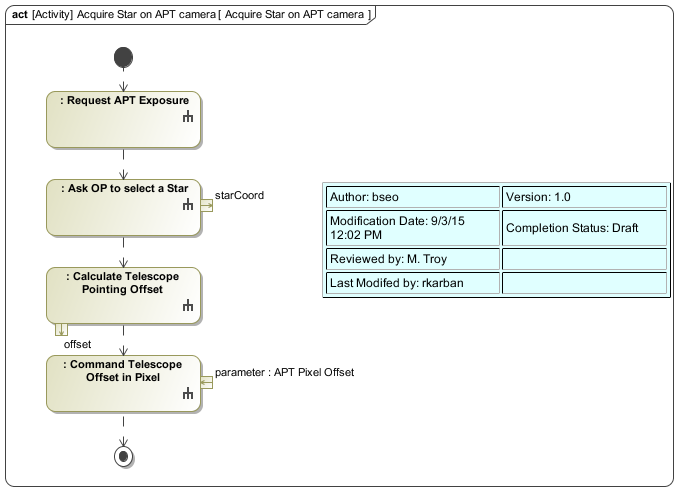 act [Activity] Acquire Star on APT camera [ Acquire Star on APT camera ]
: Request APT Exposure
: Ask OP to select a Star
starCoord
: Calculate Telescope
Pointing Offset
offset
: Command Telescope
Offset in Pixel
parameter : APT Pixel Offset
Author: bseo
Version: 1.0
Modification Date: 9/3/15
12:02 PM
Completion Status: Draft
Reviewed by: M. Troy
Last Modifed by: rkarban